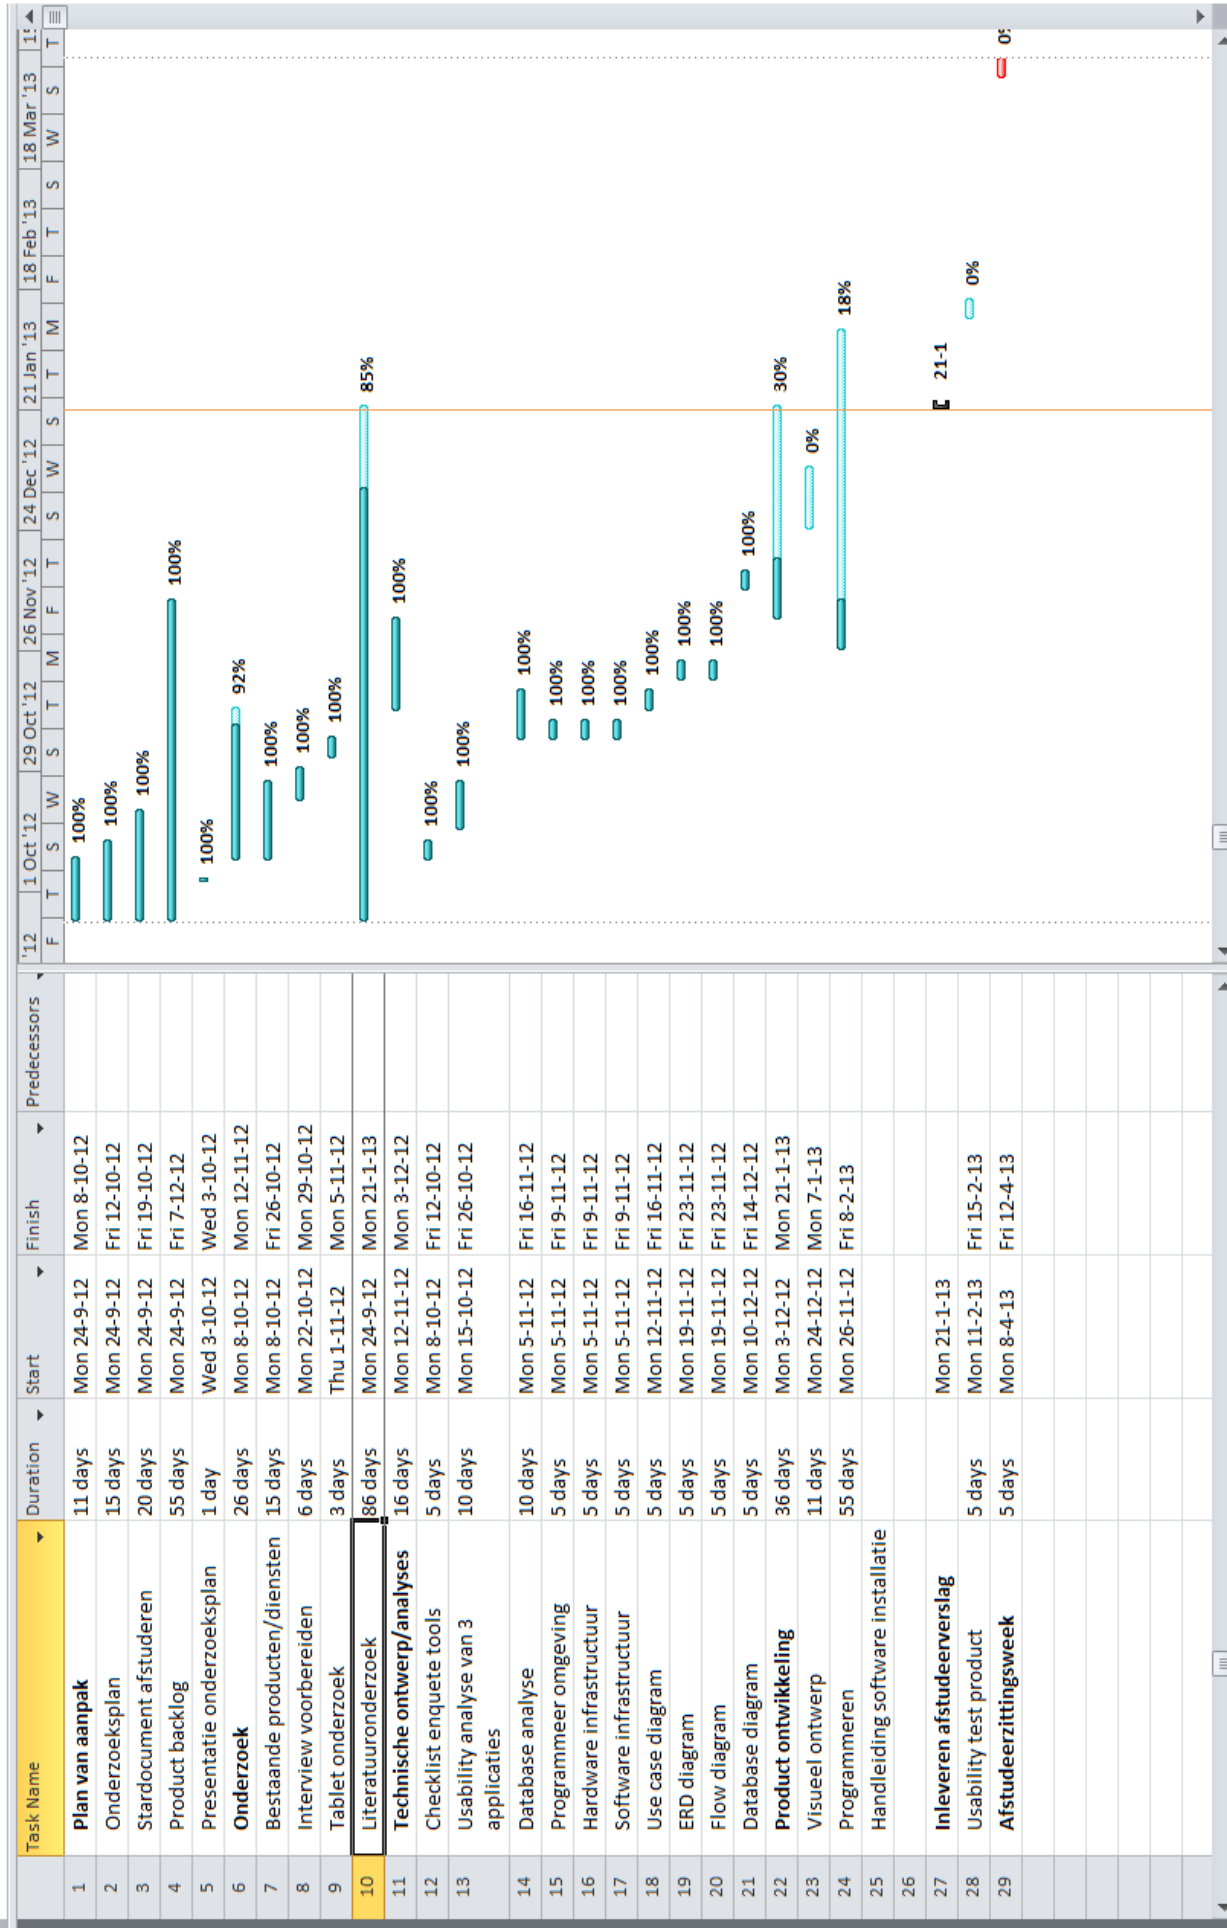 Task Name Duration Start Finish Predecessors
1 Plan van aanpak 11 days Mon 24-9-12 Mon 8-10-12
2 Onderzoeksplan 15 days Mon 24-9-12 Fri 12-10-12
3 Stardocument afstuderen 20 days Mon 24-9-12 Fri 19-10-12
4 Product backlog 55 days Mon 24-9-12 Fri 7-12-12
5 Presentatie onderzoeksplan 1 day Wed 3-10-12 Wed 3-10-12
6 Onderzoek 26 days Mon 8-10-12 Mon 12-11-12
7 Bestaande producten/diensten 15 days Mon 8-10-12 Fri 26-10-12
8 Interview voorbereiden 6 days Mon 22-10-12 Mon 29-10-12
9 Tablet onderzoek 3 days Thu 1-11-12 Mon 5-11-12
10 Literatuuronderzoek 86 days Mon 24-9-12 Mon 21-1-13
11 Technische ontwerp/analyses 16 days Mon 12-11-12 Mon 3-12-12
12 Checklist enquete tools 5 days Mon 8-10-12 Fri 12-10-12
13 Usability analyse van 3 10 days Mon 15-10-12 Fri 26-10-12
applicaties
14 Database analyse 10 days Mon 5-11-12 Fri 16-11-12
15 Programmeer omgeving 5 days Mon 5-11-12 Fri 9-11-12
16 Hardware infrastructuur 5 days Mon 5-11-12 Fri 9-11-12
17 Software infrastructuur 5 days Mon 5-11-12 Fri 9-11-12
18 Use case diagram 5 days Mon 12-11-12 Fri 16-11-12
19 ERD diagram 5 days Mon 19-11-12 Fri 23-11-12
20 Flow diagram 5 days Mon 19-11-12 Fri 23-11-12
21 Database diagram 5 days Mon 10-12-12 Fri 14-12-12
22 Product ontwikkeling 36 days Mon 3-12-12 Mon 21-1-13
23 Visueel ontwerp 11 days Mon 24-12-12 Mon 7-1-13
24 Programmeren 55 days Mon 26-11-12 Fri 8-2-13
25 Handleiding software installatie
26
27 Inleveren afstudeerverslag Mon 21-1-13
28 Usability test product 5 days Mon 11-2-13 Fri 15-2-13
29 Afstudeerzittingsweek 5 days Mon 8-4-13 Fri 12-4-13
'12 1 Oct '12 29 Oct '12 26 Nov '12 24 Dec '12 21 Jan '13 18 Feb '13 18 Mar '13
F T S W S T M F T S W S T M F T S W S T
100%
100%
100%
100%
100%
92%
100%
100%
100%
85%
100%
100%
100%
100%
100%
100%
100%
100%
100%
100%
100%
30%
0%
18%
21-1
0%